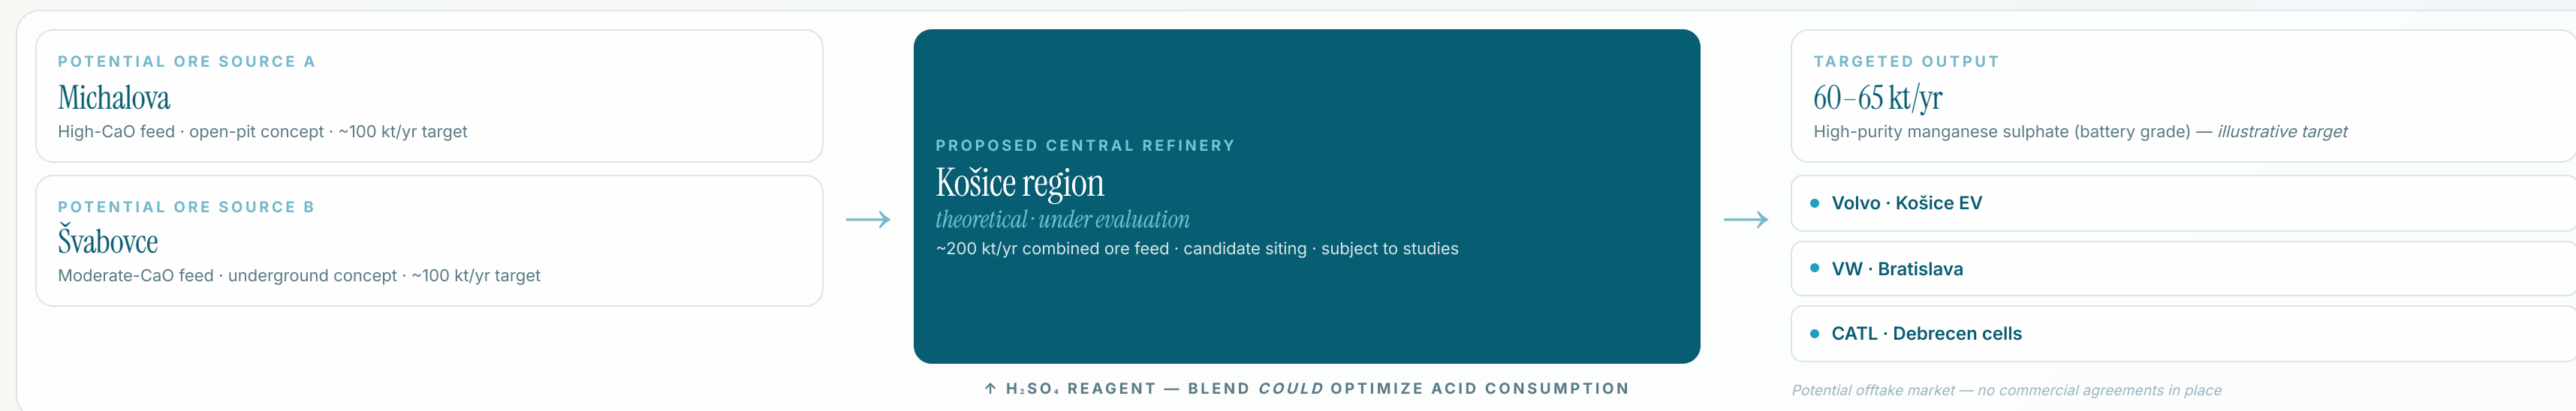 POTENTIAL ORE SOURCE A
Michalova
High-CaO feed · open-pit concept · ~100 kt/yr target
POTENTIAL ORE SOURCE B
Švabovce
Moderate-CaO feed · underground concept · ~100 kt/yr target
→
PROPOSED CENTRAL REFINERY
Košice region
theoretical · under evaluation
~200 kt/yr combined ore feed · candidate siting · subject to studies
↑ H₂SO₄ REAGENT — BLEND COULD OPTIMIZE ACID CONSUMPTION
→
TARGETED OUTPUT
60–65 kt/yr
High-purity manganese sulphate (battery grade) — illustrative target
Volvo · Košice EV
VW · Bratislava
CATL · Debrecen cells
Potential offtake market — no commercial agreements in place